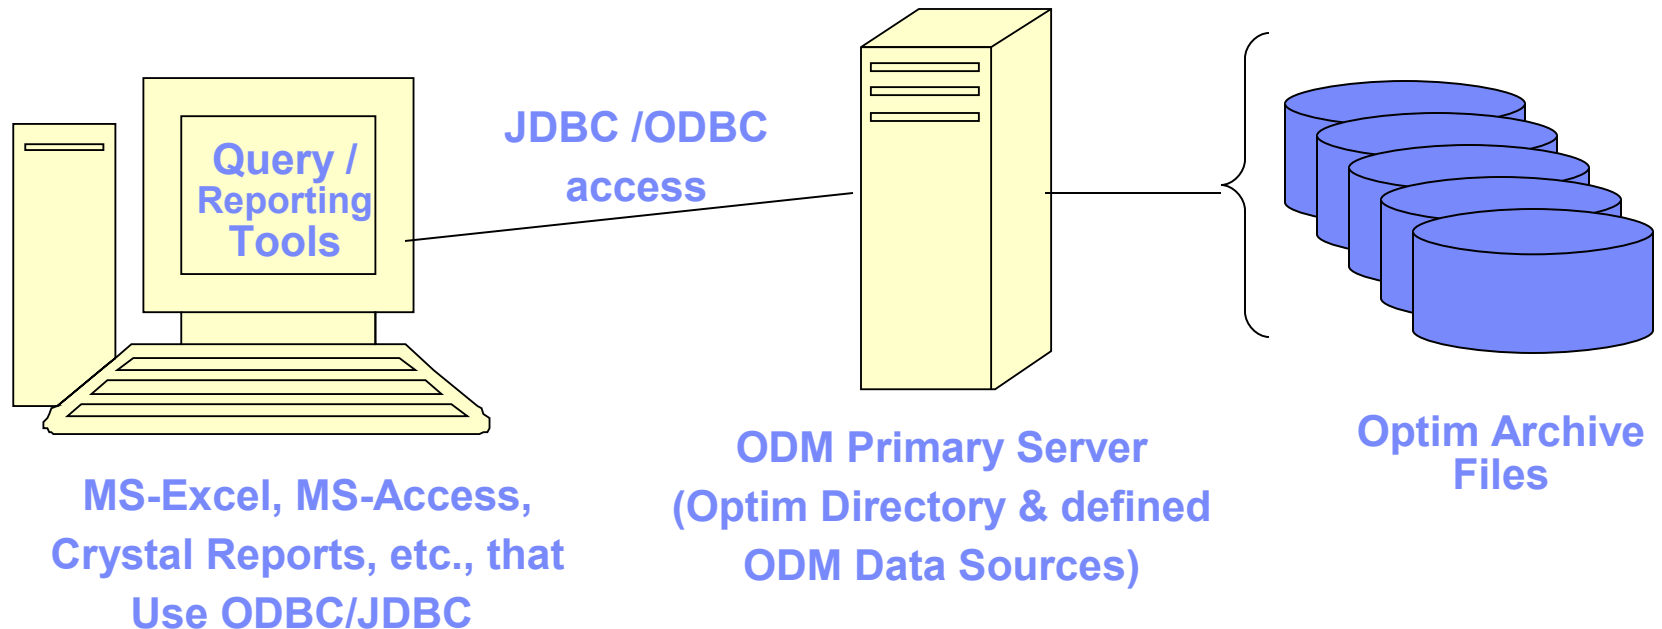 Query /
Reporting
Tools
JDBC /ODBC
access
MS-Excel, MS-Access,
Crystal Reports, etc., that
Use ODBC/JDBC
ODM Primary Server
(Optim Directory & defined
ODM Data Sources)
Optim Archive
Files